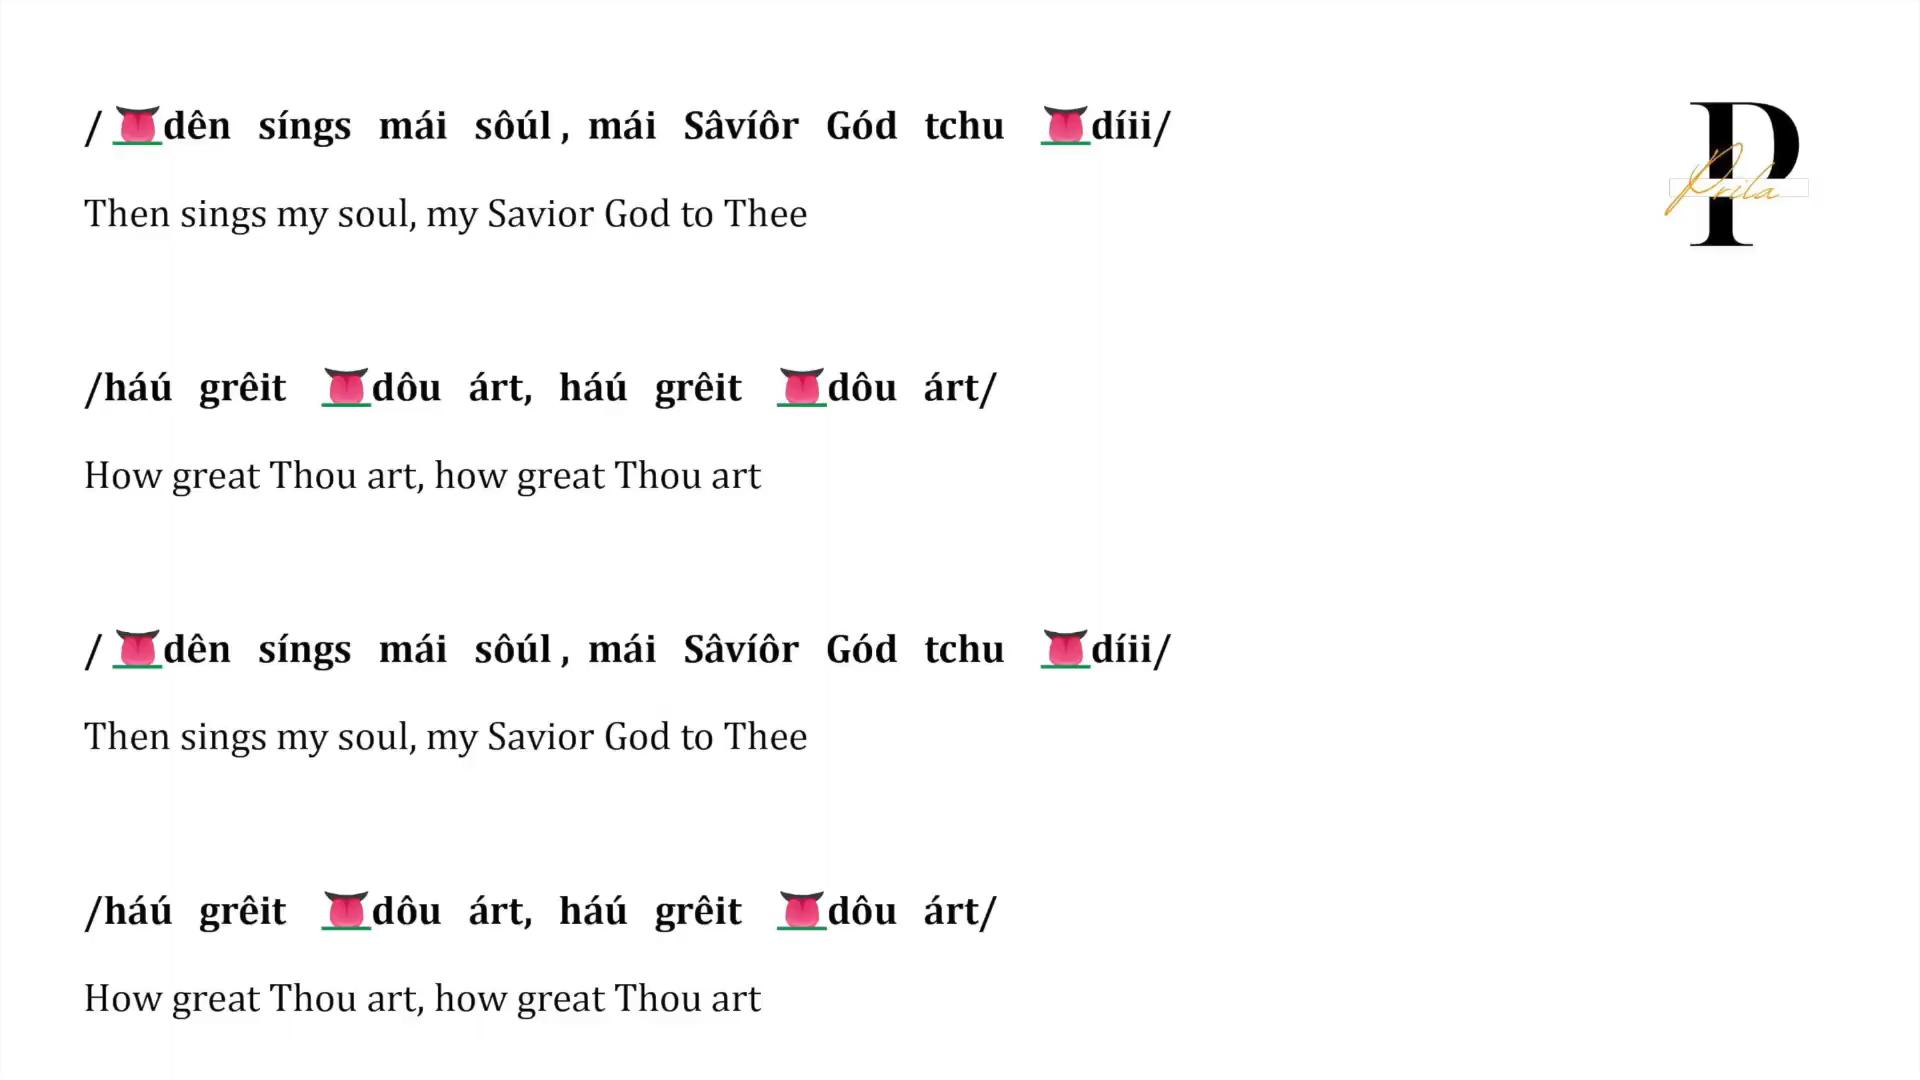 /👅dên síngs mái sôúl , mái Sâvíôr Gód tchu 👅díii/
Then sings my soul, my Savior God to Thee
/háú grêit 👅dôu árt, háú grêit 👅dôu árt/
How great Thou art, how great Thou art
/👅dên síngs mái sôúl , mái Sâvíôr Gód tchu 👅díii/
Then sings my soul, my Savior God to Thee
/háú grêit 👅dôu árt, háú grêit 👅dôu árt/
How great Thou art, how great Thou art
P
Prila